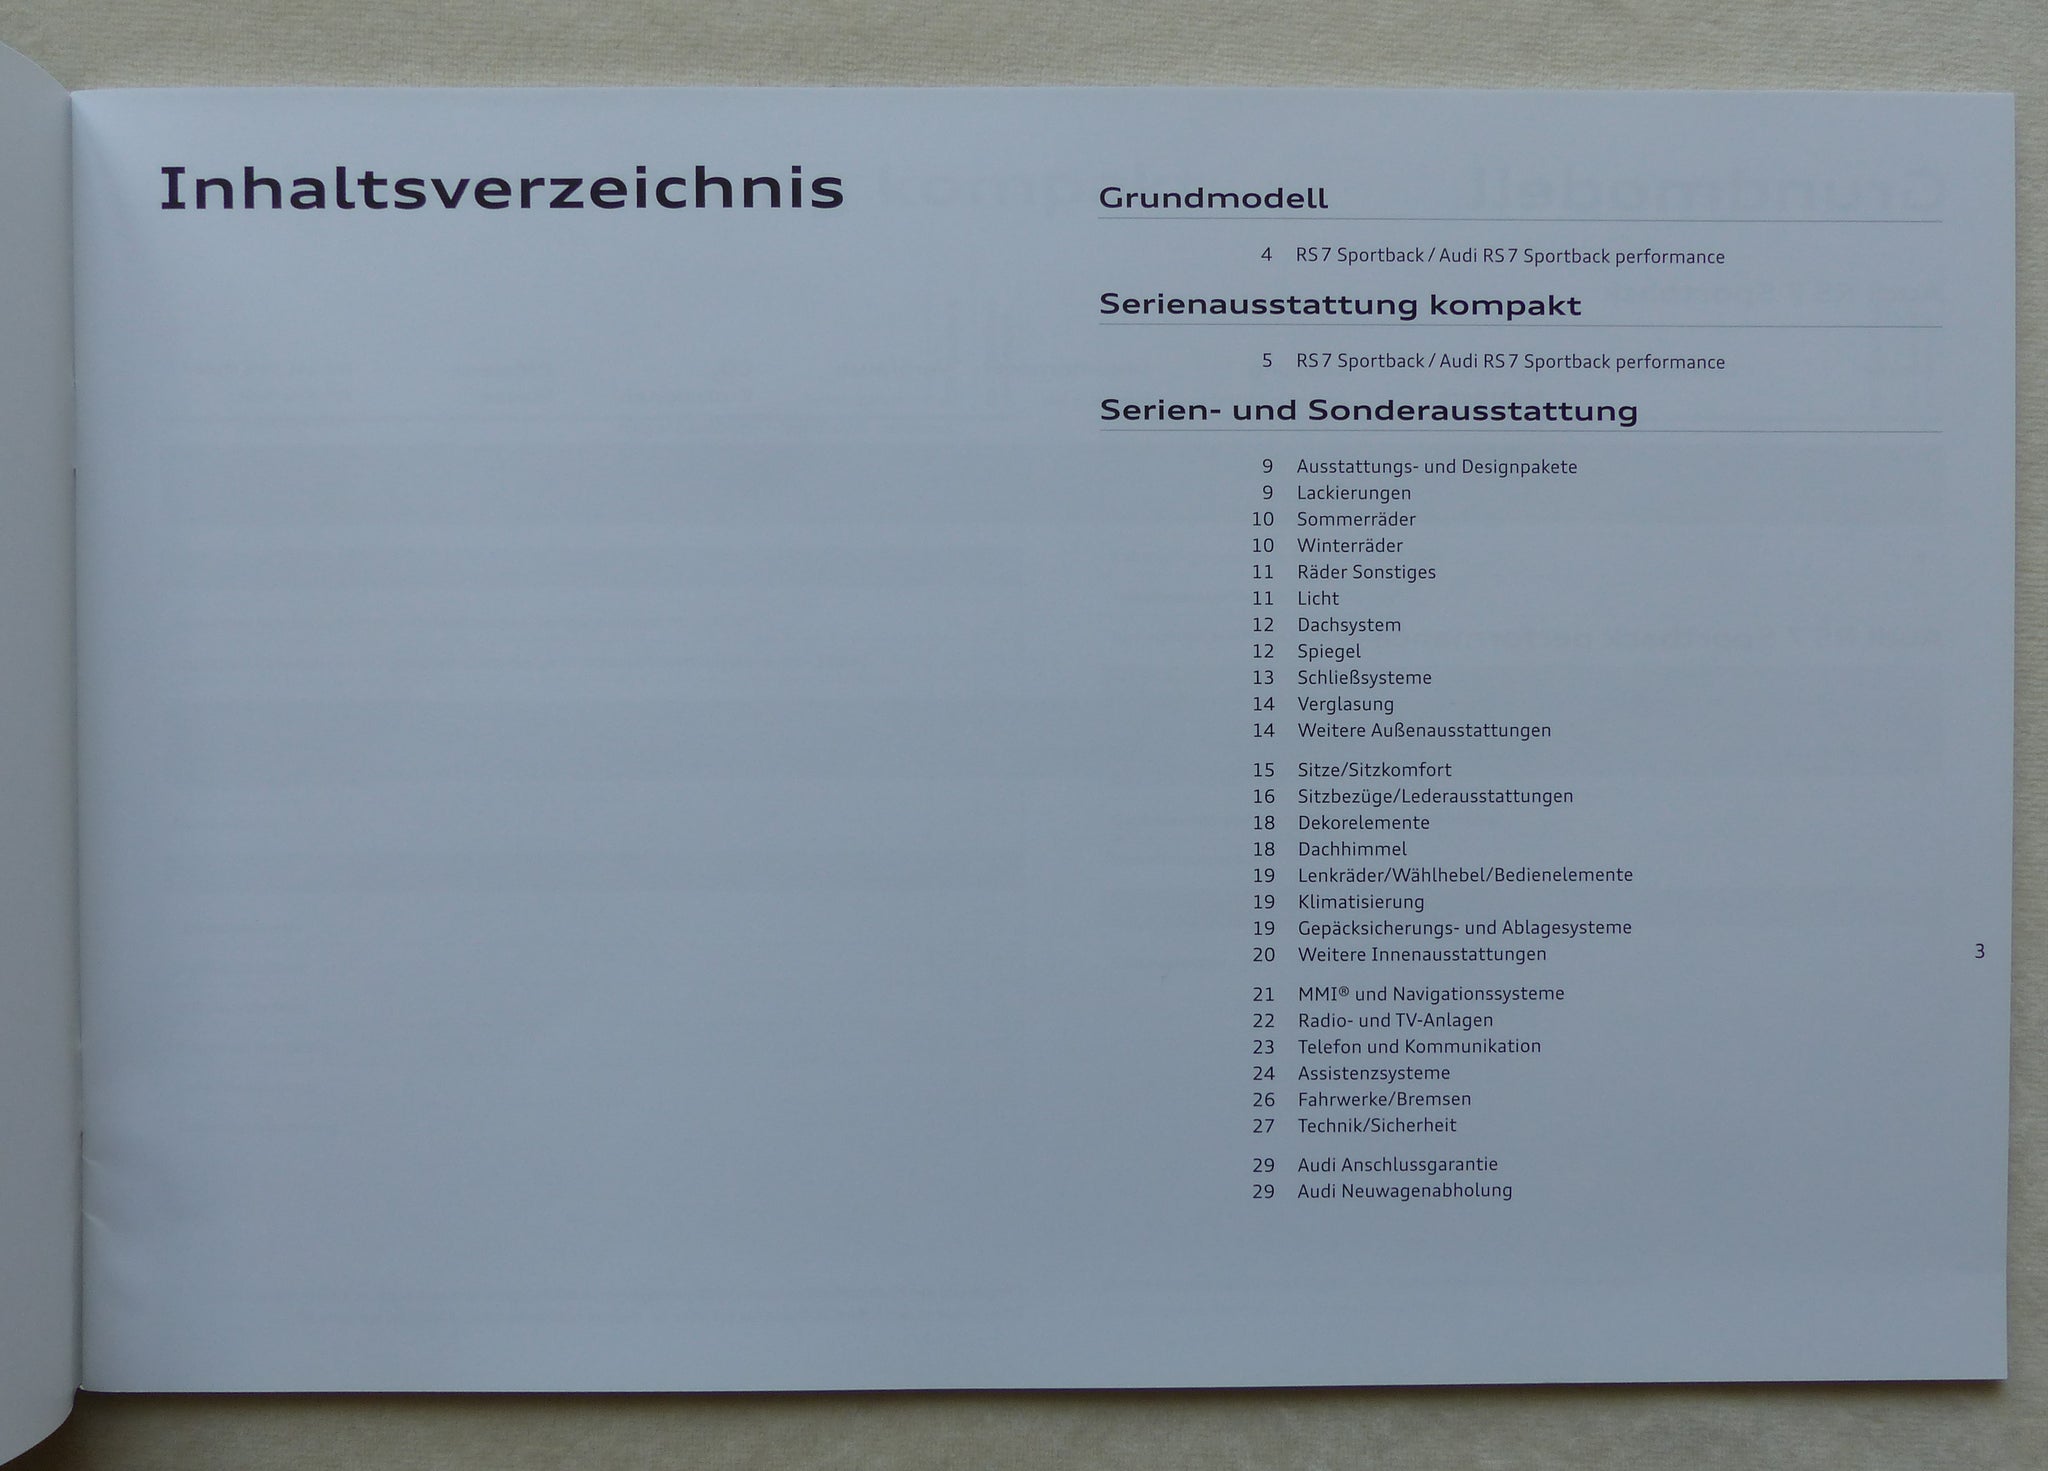 Inhaltsverzeichnis
Grundmodell
4 RS 7 Sportback / Audi RS 7 Sportback performance
Serienausstattung kompakt
5 RS 7 Sportback / Audi RS 7 Sportback performance
Serien- und Sonderausstattung
9 Ausstattungs- und Designpakete
9 Lackierungen
10 Sommerräder
10 Winterräder
11 Räder Sonstiges
11 Licht
12 Dachsystem
12 Spiegel
13 Schließsysteme
14 Verglasung
14 Weitere Außenausstattungen
15 Sitze/Sitzkomfort
16 Sitzbezüge/Lederausstattungen
18 Dekorelemente
18 Dachhimmel
19 Lenkräder/Wählhebel/Bedienelemente
19 Klimatisierung
19 Gepäcksicherungs- und Ablagesysteme
20 Weitere Innenausstattungen
21 MMI® und Navigationssysteme
22 Radio- und TV-Anlagen
23 Telefon und Kommunikation
24 Assistenzsysteme
26 Fahrwerke/Bremsen
27 Technik/Sicherheit
29 Audi Anschlussgarantie
29 Audi Neuwagenabholung
3